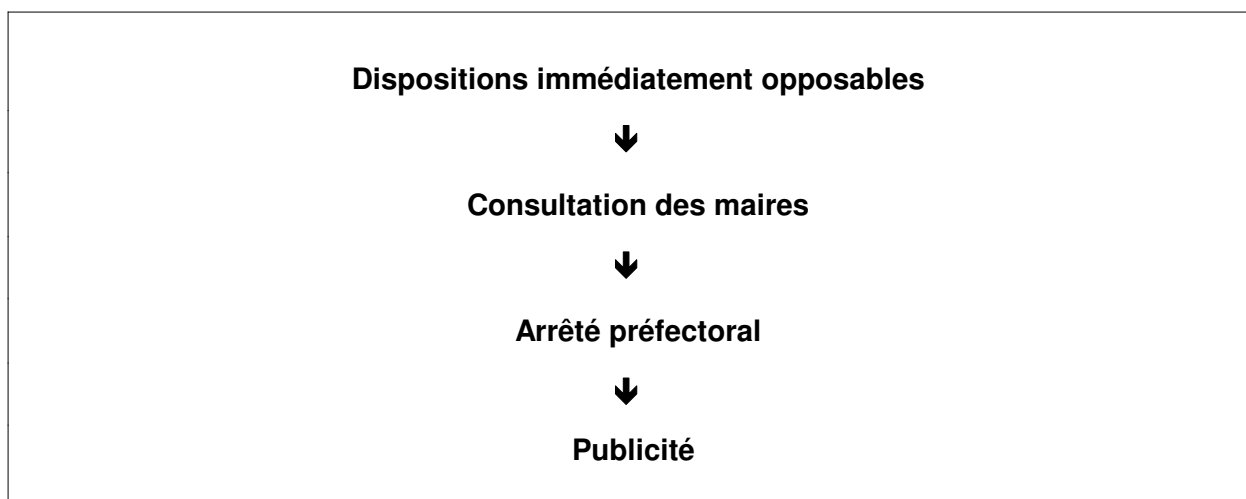 Dispositions immédiatement opposables
🡻
Consultation des maires
🡻
Arrêté préfectoral
🡻
Publicité